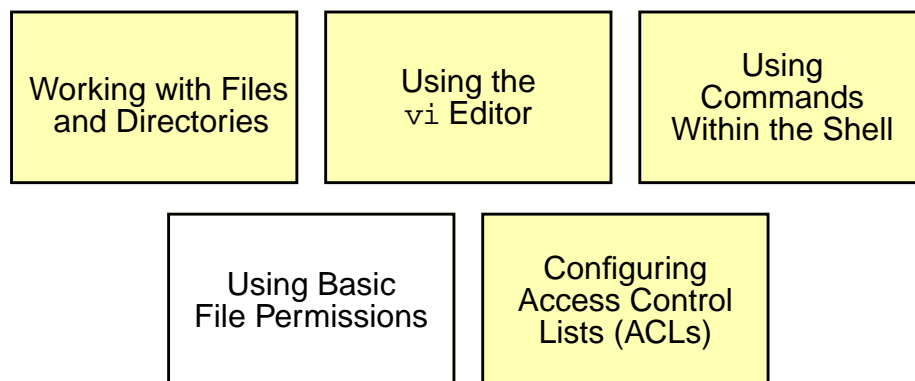 Working with Files
and Directories
Using the
vi Editor
Using
Commands
Within the Shell
Using Basic
File Permissions
Configuring
Access Control
Lists (ACLs)